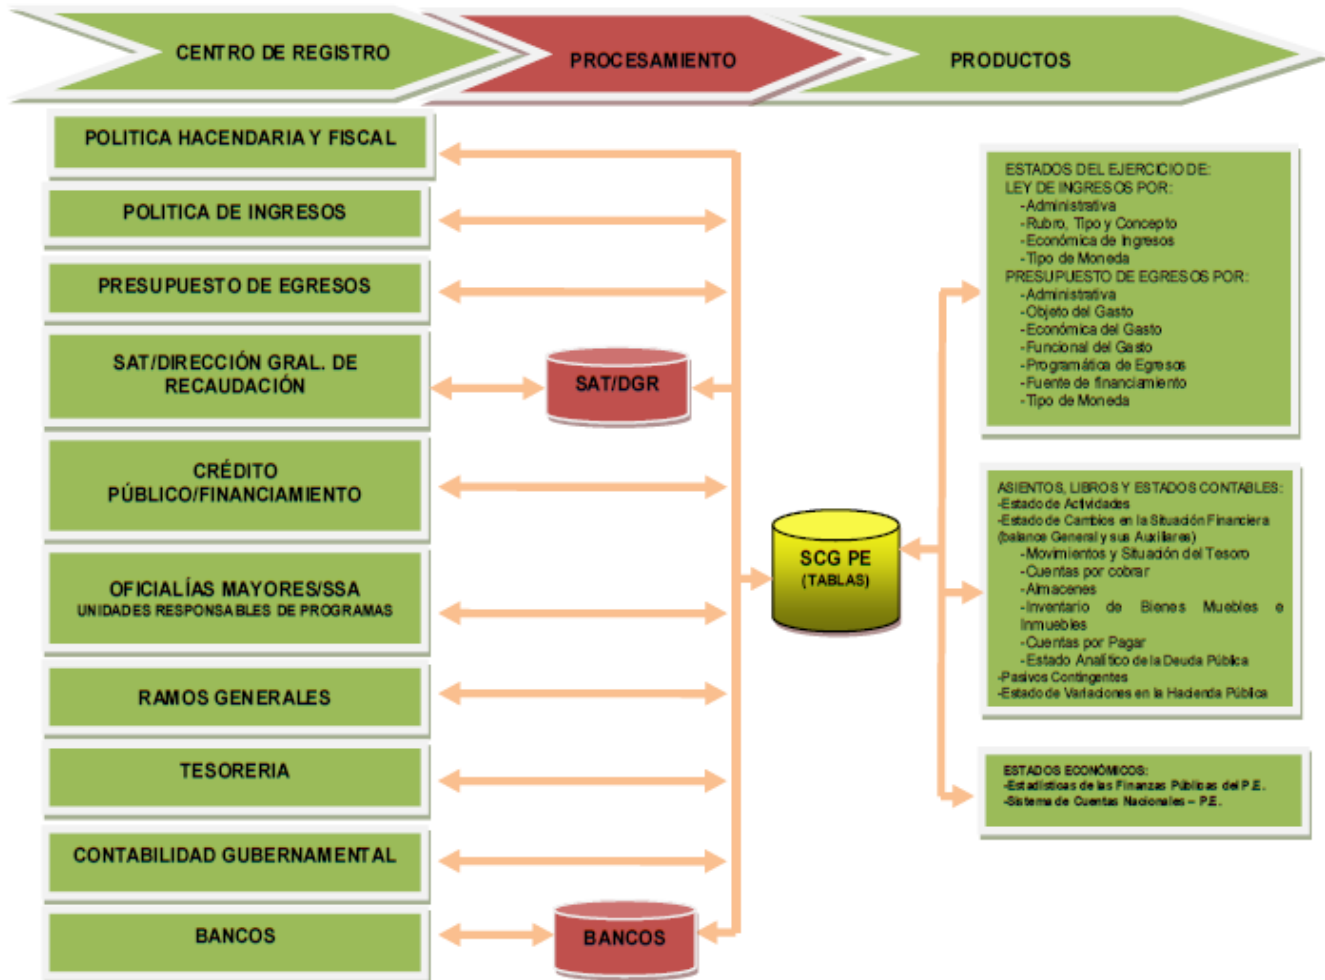 CENTRO DE REGISTRO
PROCESAMIENTO
PRODUCTOS
POLITICA HACENDARIA Y FISCAL
POLITICA DE INGRESOS
PRESUPUESTO DE EGRESOS
SAT/DIRECCIÓN GRAL. DE
RECAUDACIÓN
CRÉDITO
PÚBLICO/FINANCIAMIENTO
OFICIALÍAS MAYORES/SSA
UNIDADES RESPONSABLES DE PROGRAMAS
RAMOS GENERALES
TESORERIA
CONTABILIDAD GUBERNAMENTAL
BANCOS
SAT/DGR
BANCOS
SCG PE
(TABLAS)
ESTADOS DEL EJERCICIO DE:
LEY DE INGRESOS POR:
-Administrativa
-Rubro, Tipo y Concepto
-Económica de Ingresos
-Tipo de Moneda
PRESUPUESTO DE EGRESOS POR:
-Administrativa
-Objeto del Gasto
-Económica del Gasto
-Funcional del Gasto
-Programática de Egresos
-Fuente de financiamiento
-Tipo de Moneda
ASIENTOS, LIBROS Y ESTADOS CONTABLES:
-Estado de Actividades
-Estado de Cambios en la Situación Financiera
(balance General y sus Auxiliares)
-Movimientos y Situación del Tesoro
-Cuentas por cobrar
-Almacenes
-Inventario de Bienes Muebles e
Inmuebles
-Cuentas por Pagar
-Estado Analítico de la Deuda Pública
-Pasivos Contingentes
-Estado de Variaciones en la Hacienda Pública
ESTADOS ECONÓMICOS:
-Estadísticas de las Finanzas Públicas del P.E.
-Sistema de Cuentas Nacionales – P.E.